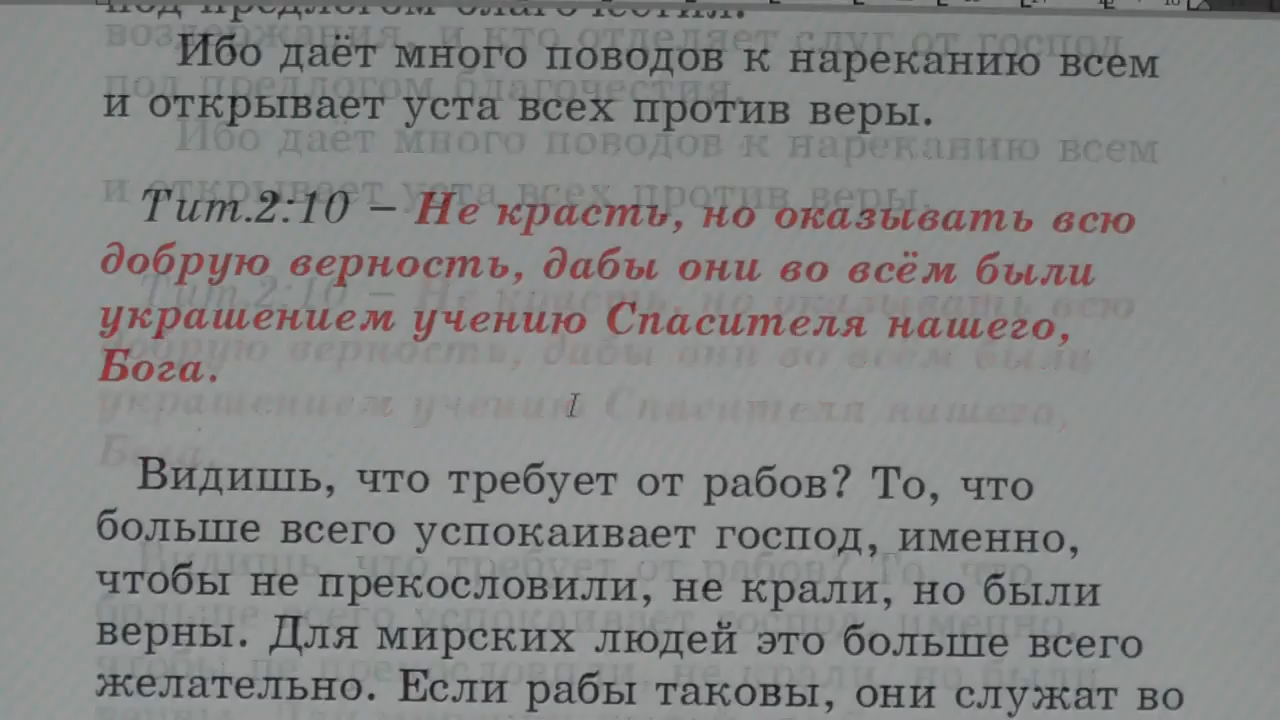 под предлогом благочестия.
Ибо даёт много поводов к нареканию всем
и открывает уста всех против веры.
Тит.2:10 – Не красть, но оказывать всю
добрую верность, дабы они во всём были
украшением учению Спасителя нашего,
Бога.
Видишь, что требует от рабов? То, что
больше всего успокаивает господ, именно,
чтобы не прекословили, не крали, но были
верны. Для мирских людей это больше всего
желательно. Если рабы таковы, они служат во